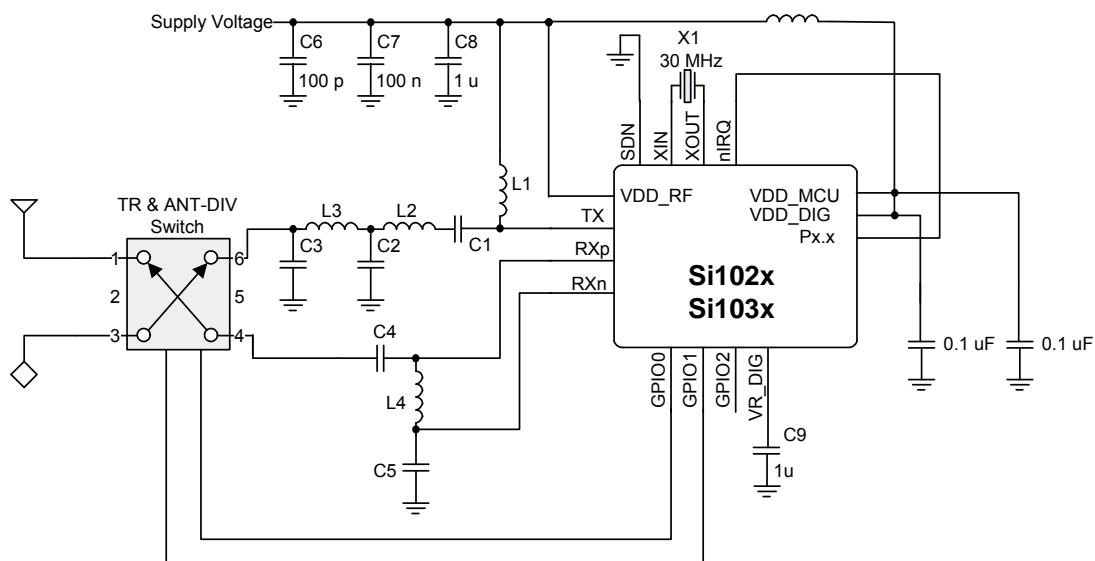 Supply Voltage
C6
C7
C8
100 p
100 n
1 u
X1
30 MHz
SDN
XIN
XOUT
nIRQ
L1
VDD_RF
VDD_MCU
VDD_DIG
Px.x
TX
RXp
RXn
TR & ANT-DIV
Switch
L3
L2
C3
C2
C1
1
6
2
5
3
4
Si102x
Si103x
C4
L4
C5
GPIO0
GPIO1
GPIO2
VR_DIG
C9
1u
0.1 uF
0.1 uF